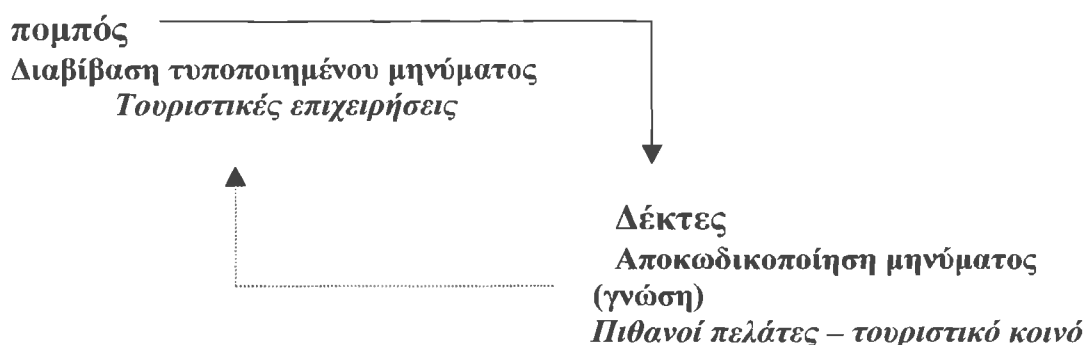 πομπός
Διαβίβαση τυποποιημένου μηνύματος
Τουριστικές επιχειρήσεις
Δέκτες
Αποκωδικοποίηση μηνύματος
(γνώση)
Πιθανοί πελάτες – τουριστικό κοινό